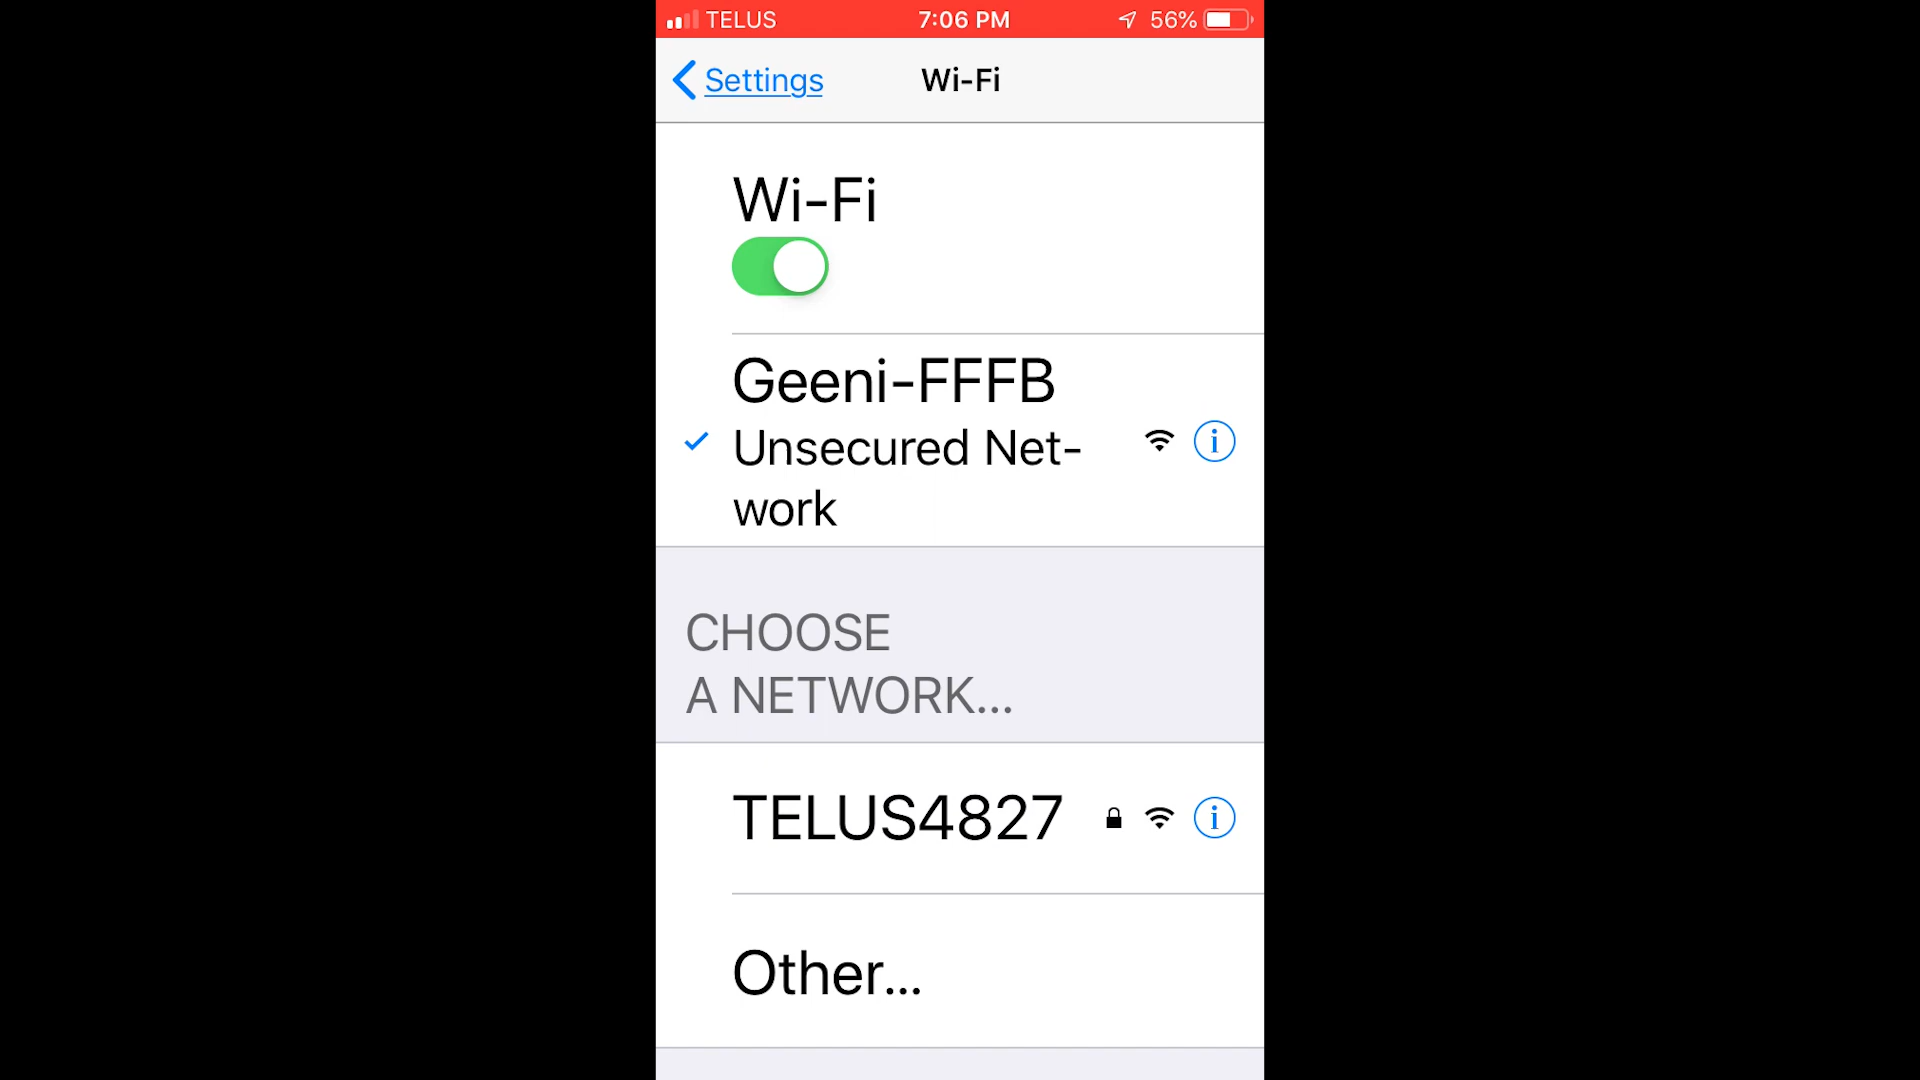 TELUS 7:06 PM 56%
Settings Wi-Fi
Wi-Fi
Geeni-FFFB
Unsecured Net-
work
CHOOSE
A NETWORK...
TELUS4827
Other...